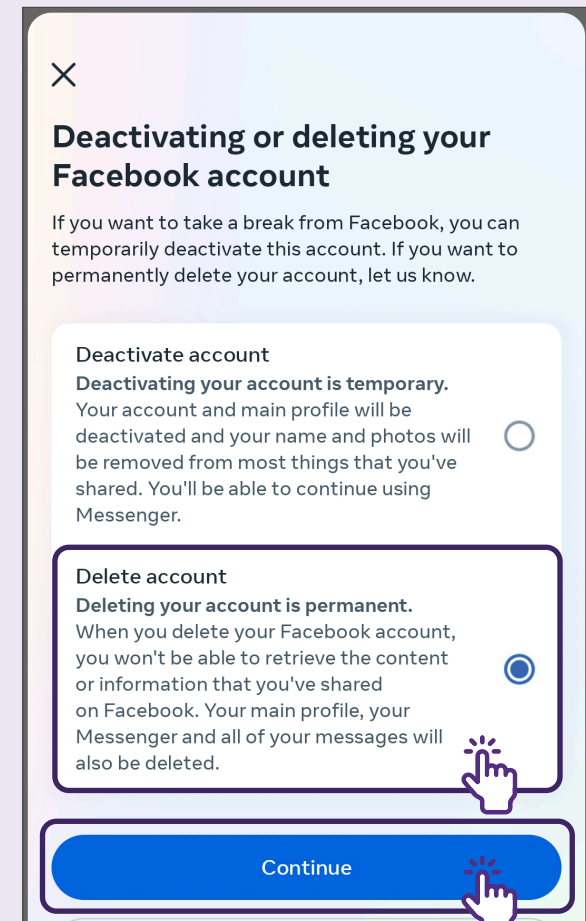 Deactivating or deleting your
Facebook account
If you want to take a break from Facebook, you can
temporarily deactivate this account. If you want to
permanently delete your account, let us know.
Deactivate account
Deactivating your account is temporary.
Your account and main profile will be
deactivated and your name and photos will
be removed from most things that you've
shared. You'll be able to continue using
Messenger.
Delete account
Deleting your account is permanent.
When you delete your Facebook account,
you won't be able to retrieve the content
or information that you've shared
on Facebook. Your main profile, your
Messenger and all of your messages will
also be deleted.
Continue